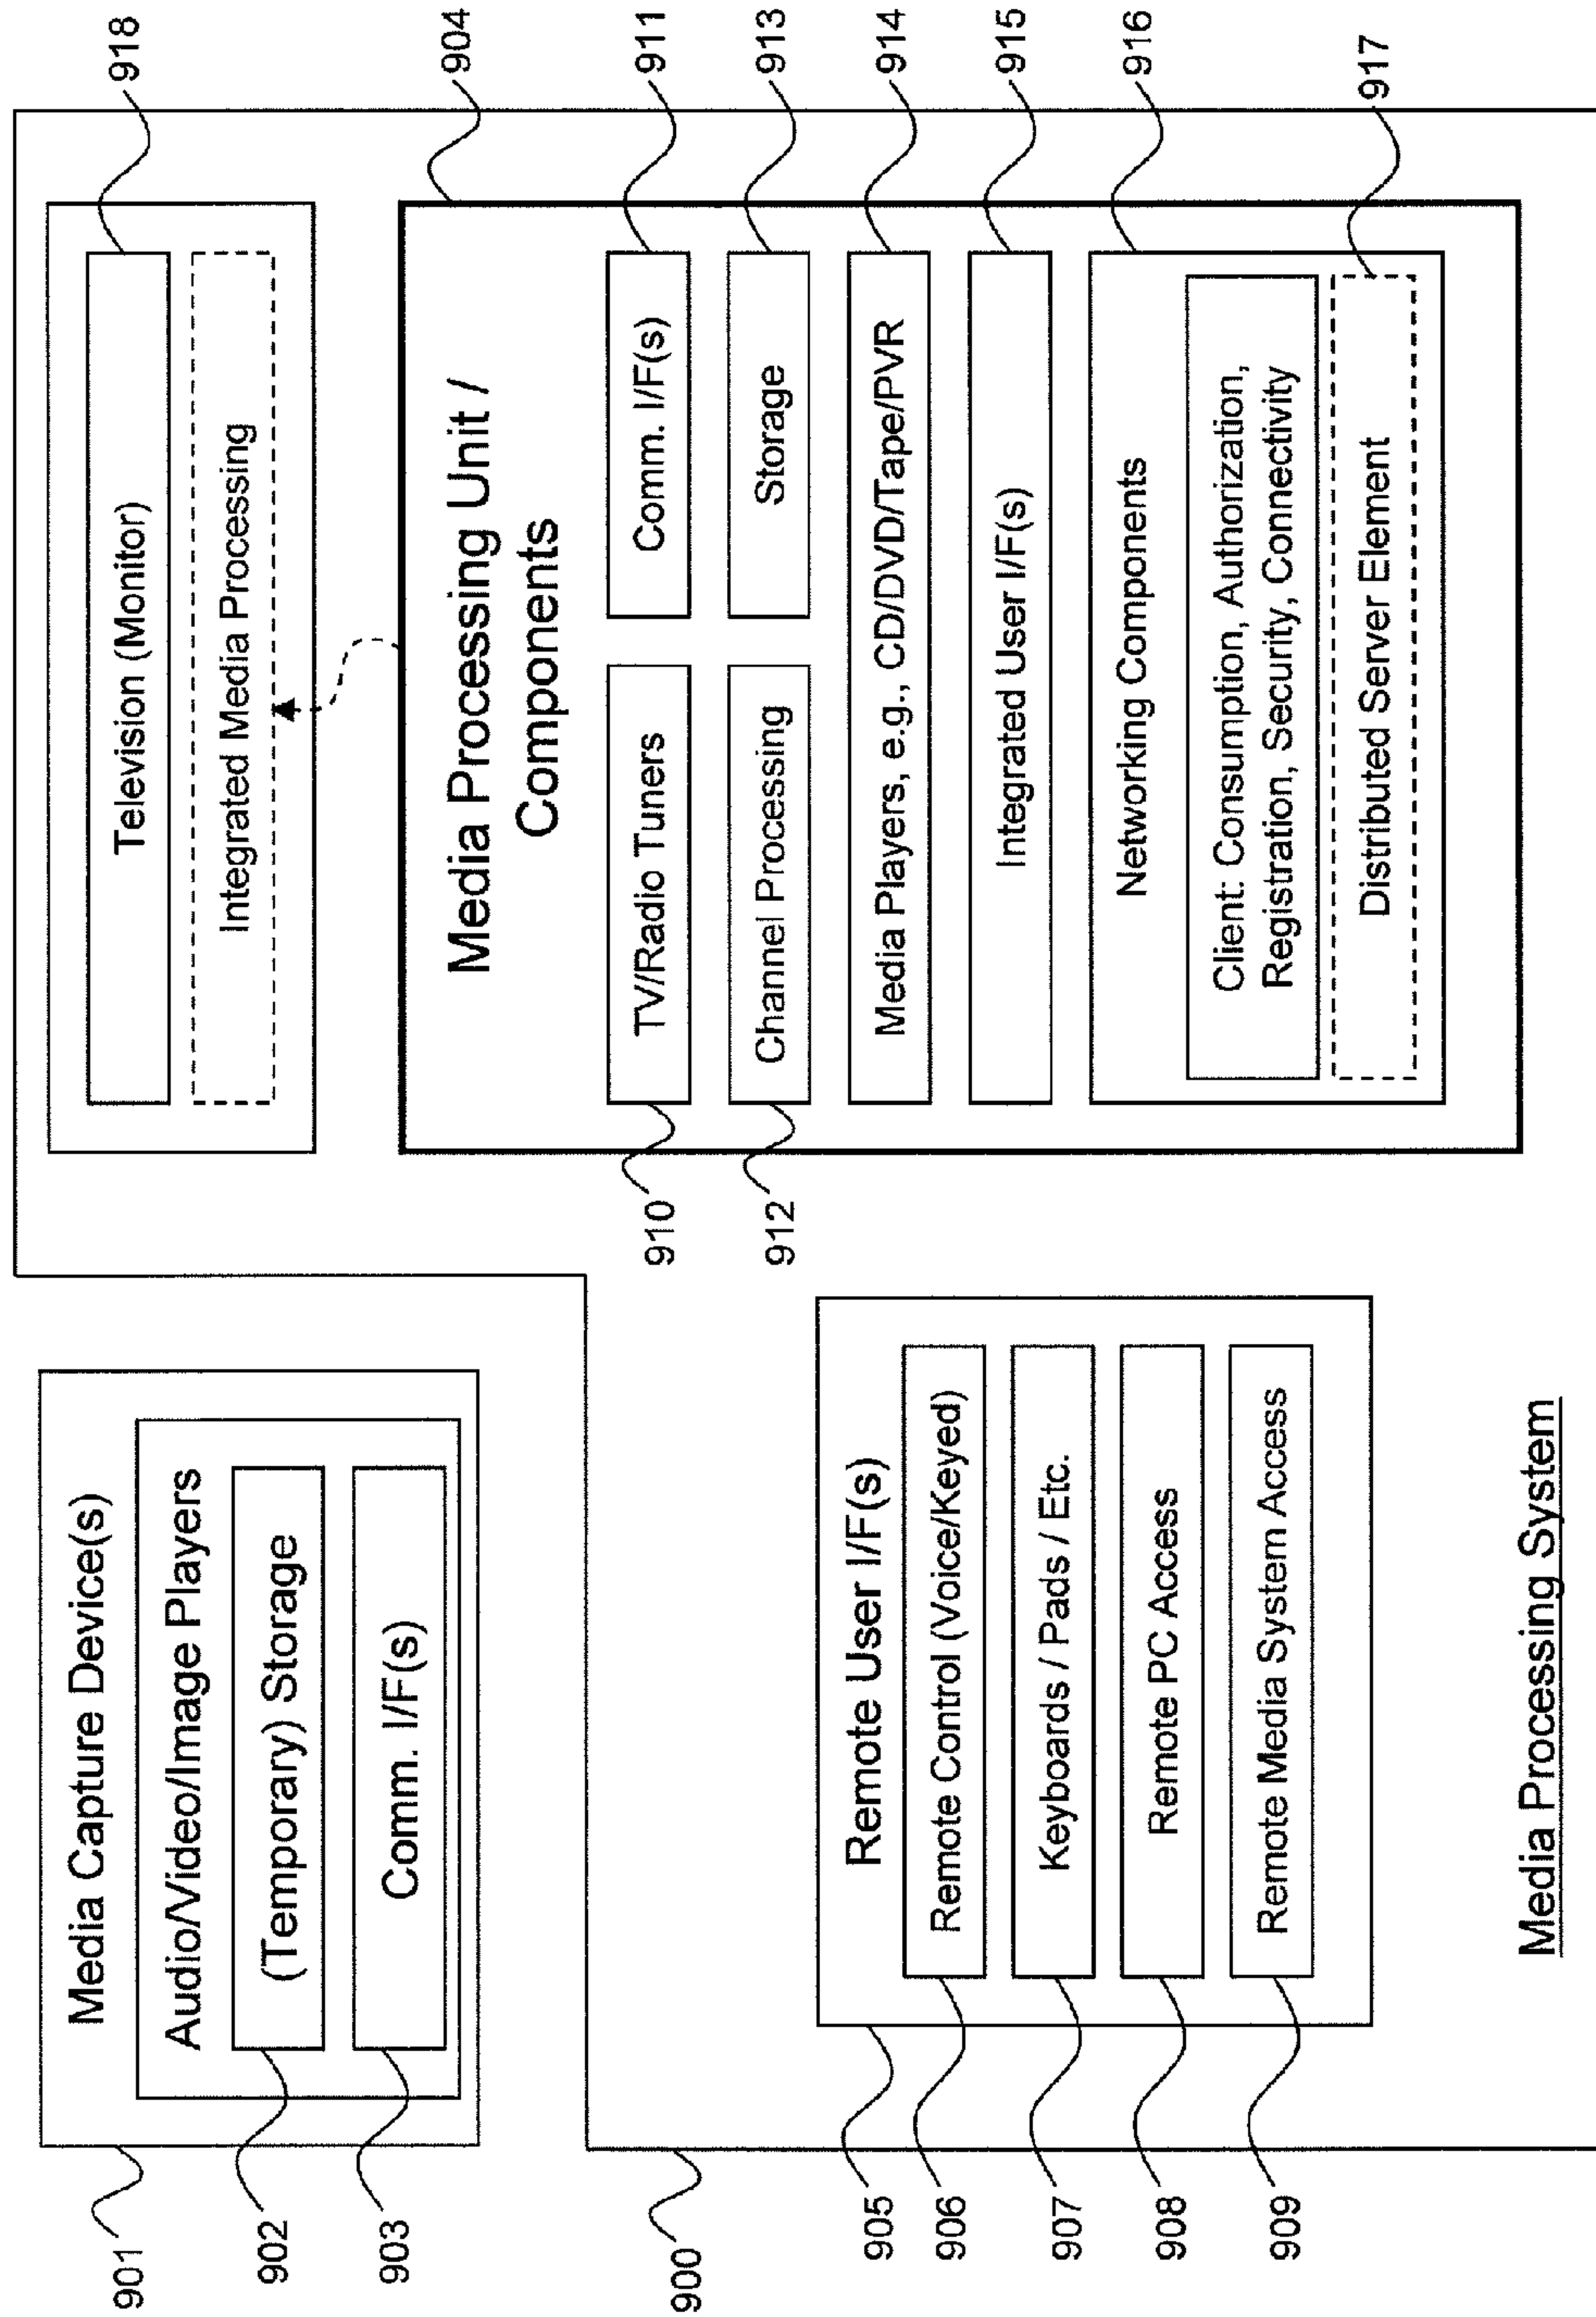 Media Capture Device(s)
Audio/Video/Image Players
(Temporary) Storage
Comm. I/F(s)
901
902
903
900
Television (Monitor)
Integrated Media Processing
918
904
Media Processing Unit /
Components
TV/Radio Tuners
Comm. I/F(s)
910
911
Channel Processing
Storage
912
913
Media Players, e.g., CD/DVD/Tape/PVR
914
Integrated User I/F(s)
915
Networking Components
916
Client: Consumption, Authorization,
Registration, Security, Connectivity
Distributed Server Element
917
Remote User I/F(s)
905
Remote Control (Voice/Keyed)
906
Keyboards / Pads / Etc.
907
Remote PC Access
908
Remote Media System Access
909
Media Processing System